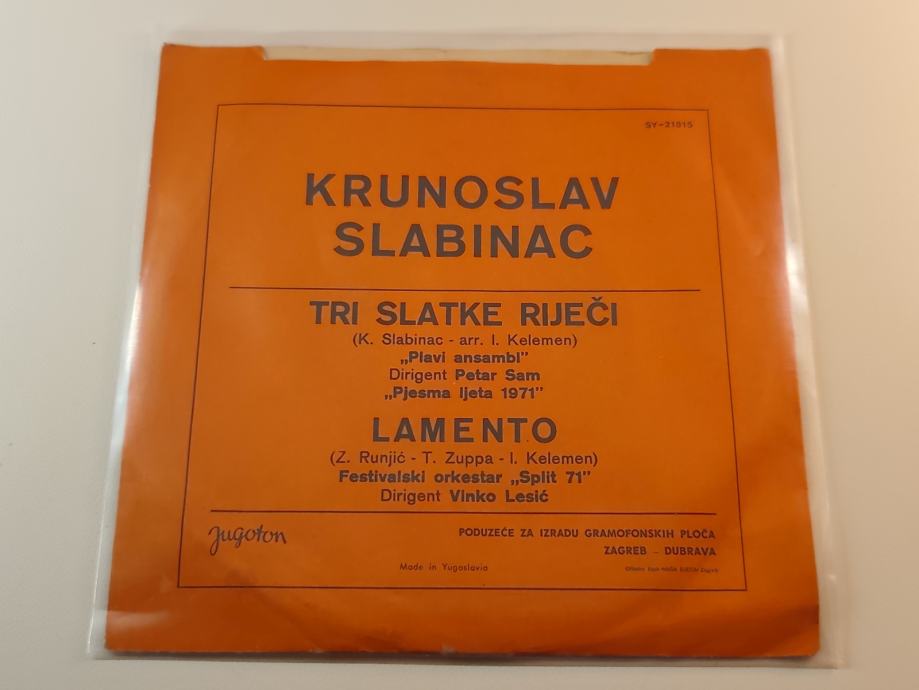 SY-21815
KRUNOSLAV
SLABINAC
TRI SLATKE RIJEČI
(K. Slabinac - arr. I. Kelemen)
„Plavi ansambl”
Dirigent Petar Sam
„Pjesma ljeta 1971”
LAMENTO
(Z. Runjić - T. Zuppa - I. Kelemen)
Festivalski orkestar „Split 71”
Dirigent Vinko Lesić
Jugoton
PODUZEĆE ZA IZRADU GRAMOFONSKIH PLOČA
ZAGREB - DUBRAVA
Made in Yugoslavia